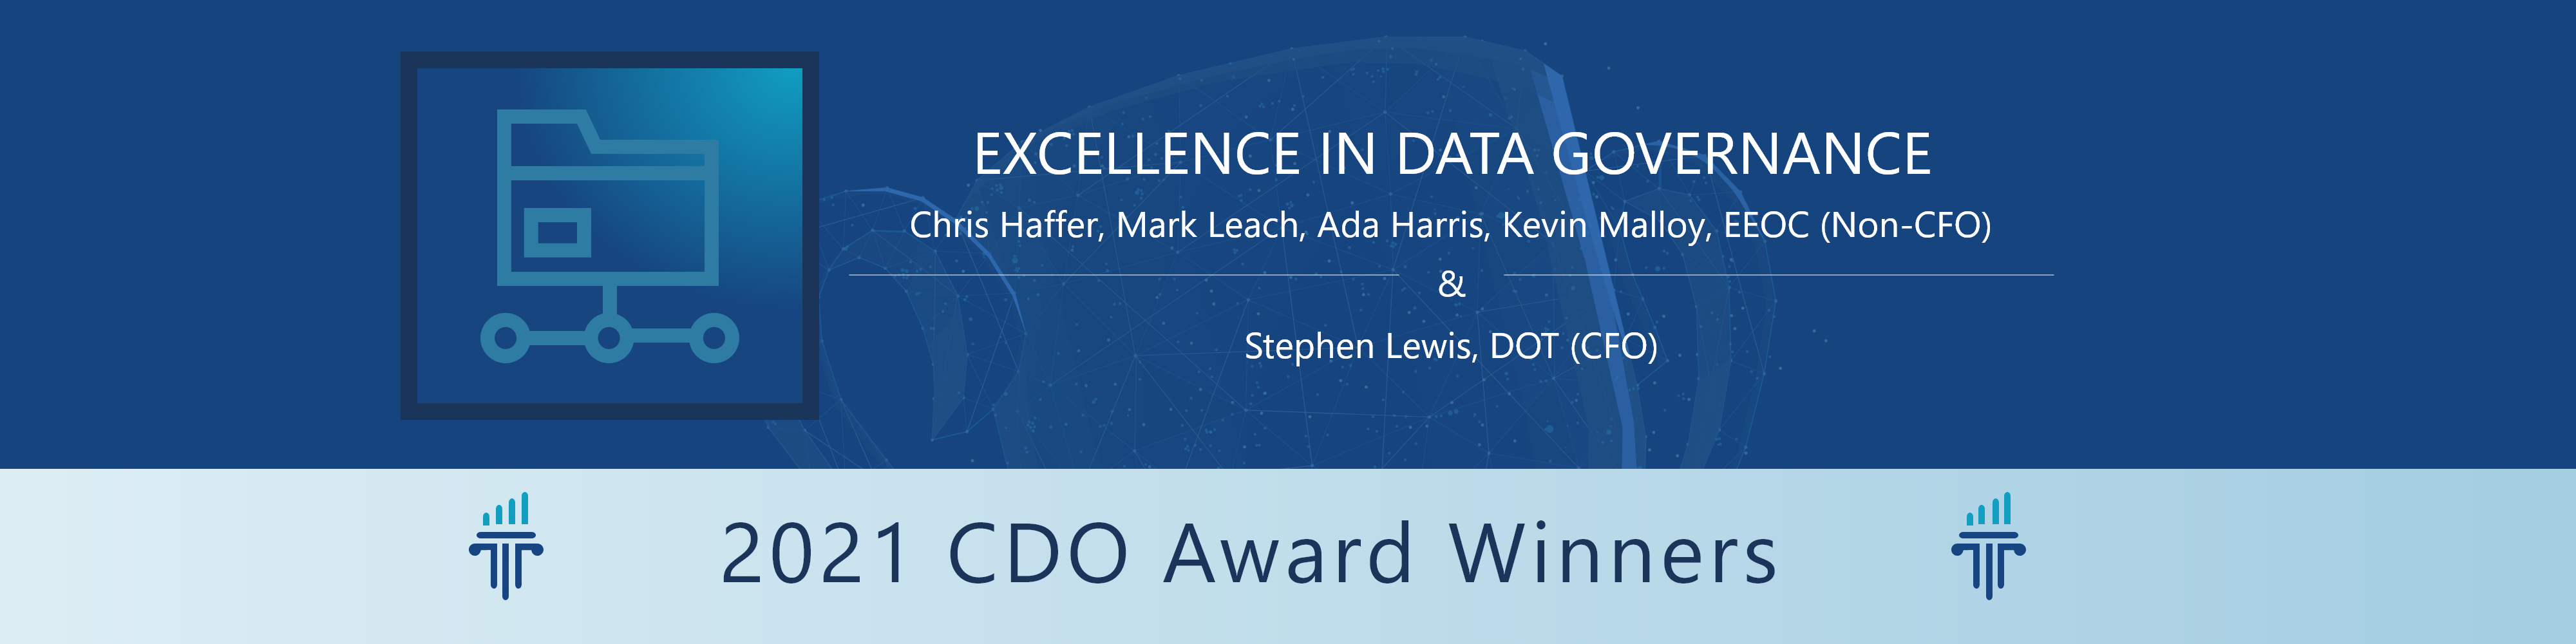 EXCELLENCE IN DATA GOVERNANCE
Chris Haffer, Mark Leach, Ada Harris, Kevin Malloy, EEOC (Non-CFO)
&
Stephen Lewis, DOT (CFO)
2021 CDO Award Winners